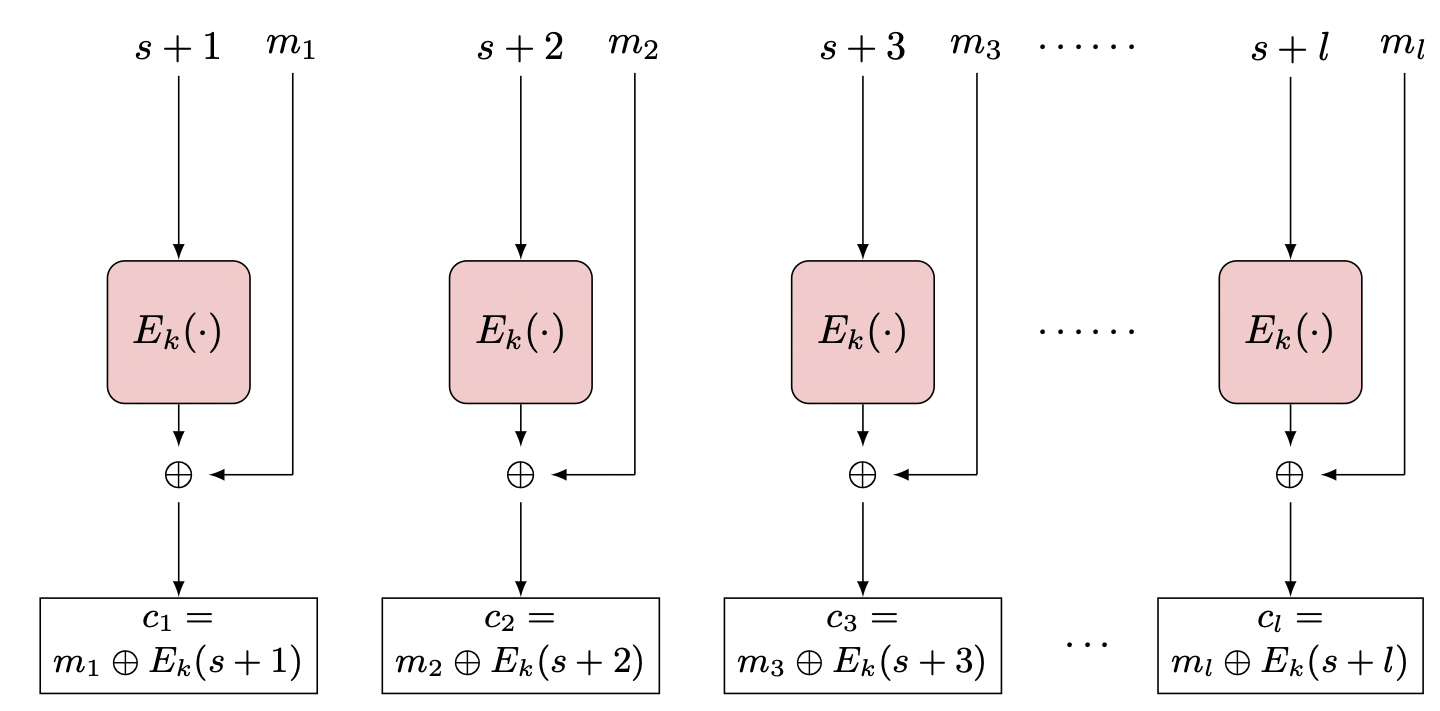 s + 1 m₁ s + 2 m₂ s + 3 m₃ ······ s + l mₗ
Eₖ(·) Eₖ(·) Eₖ(·) ······ Eₖ(·)
⊕ ⊕ ⊕ ⊕
c₁ = c₂ = c₃ = ··· cₗ =
m₁ ⊕ Eₖ(s + 1) m₂ ⊕ Eₖ(s + 2) m₃ ⊕ Eₖ(s + 3) mₗ ⊕ Eₖ(s + l)